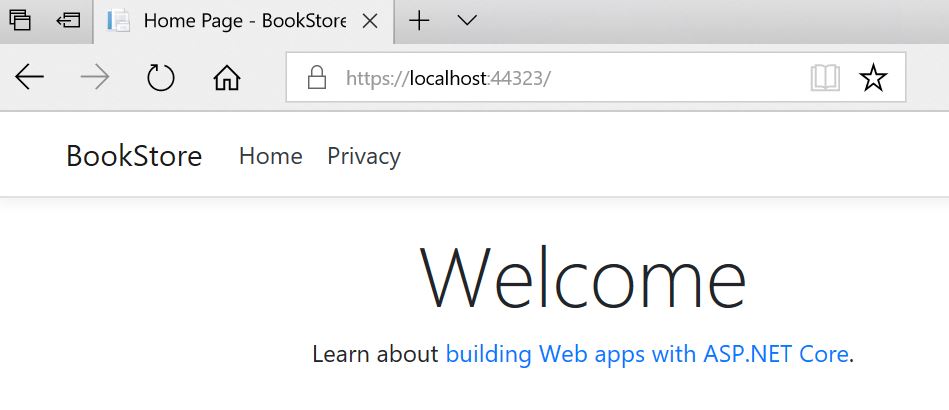 Home Page - BookStore
https://localhost:44323/
BookStore Home Privacy
Welcome
Learn about building Web apps with ASP.NET Core.